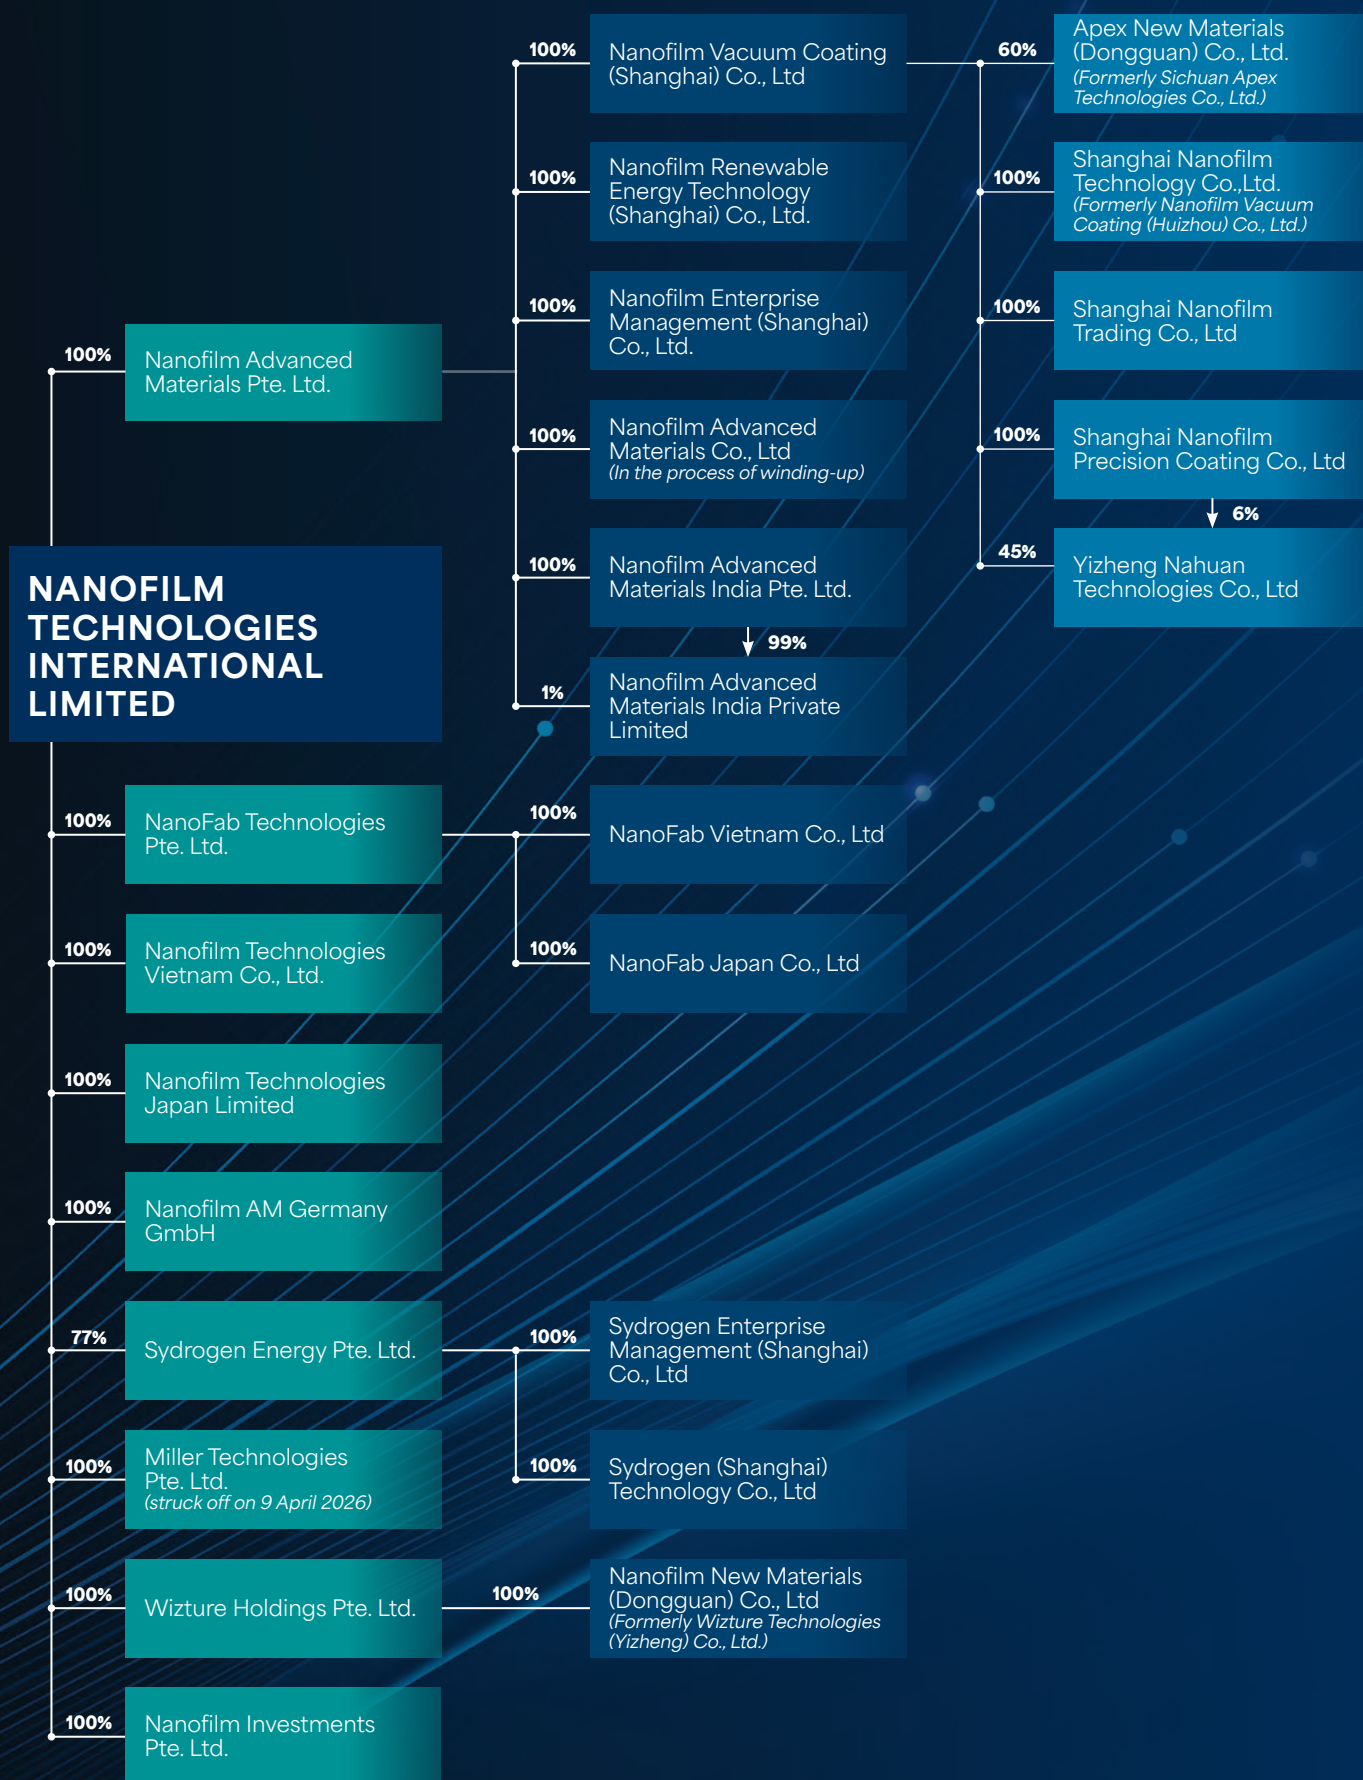 100%
Nanofilm Advanced
Materials Pte. Ltd.
NANOFILM
TECHNOLOGIES
INTERNATIONAL
LIMITED
100%
NanoFab Technologies
Pte. Ltd.
100%
Nanofilm Technologies
Vietnam Co., Ltd.
100%
Nanofilm Technologies
Japan Limited
100%
Nanofilm AM Germany
GmbH
77%
Sydrogen Energy Pte. Ltd.
100%
Miller Technologies
Pte. Ltd.
(struck off on 9 April 2026)
100%
Wizture Holdings Pte. Ltd.
100%
Nanofilm Investments
Pte. Ltd.
100%
Nanofilm Vacuum Coating
(Shanghai) Co., Ltd
100%
Nanofilm Renewable
Energy Technology
(Shanghai) Co., Ltd.
100%
Nanofilm Enterprise
Management (Shanghai)
Co., Ltd.
100%
Nanofilm Advanced
Materials Co., Ltd
(In the process of winding-up)
100%
Nanofilm Advanced
Materials India Pte. Ltd.
99%
1%
Nanofilm Advanced
Materials India Private
Limited
100%
NanoFab Vietnam Co., Ltd
100%
NanoFab Japan Co., Ltd
100%
Sydrogen Enterprise
Management (Shanghai)
Co., Ltd
100%
Sydrogen (Shanghai)
Technology Co., Ltd
100%
Nanofilm New Materials
(Dongguan) Co., Ltd
(Formerly Wizture Technologies
(Yizheng) Co., Ltd.)
60%
Apex New Materials
(Dongguan) Co., Ltd.
(Formerly Sichuan Apex
Technologies Co., Ltd.)
100%
Shanghai Nanofilm
Technology Co.,Ltd.
(Formerly Nanofilm Vacuum
Coating (Huizhou) Co., Ltd.)
100%
Shanghai Nanofilm
Trading Co., Ltd
100%
Shanghai Nanofilm
Precision Coating Co., Ltd
6%
45%
Yizheng Nahuan
Technologies Co., Ltd